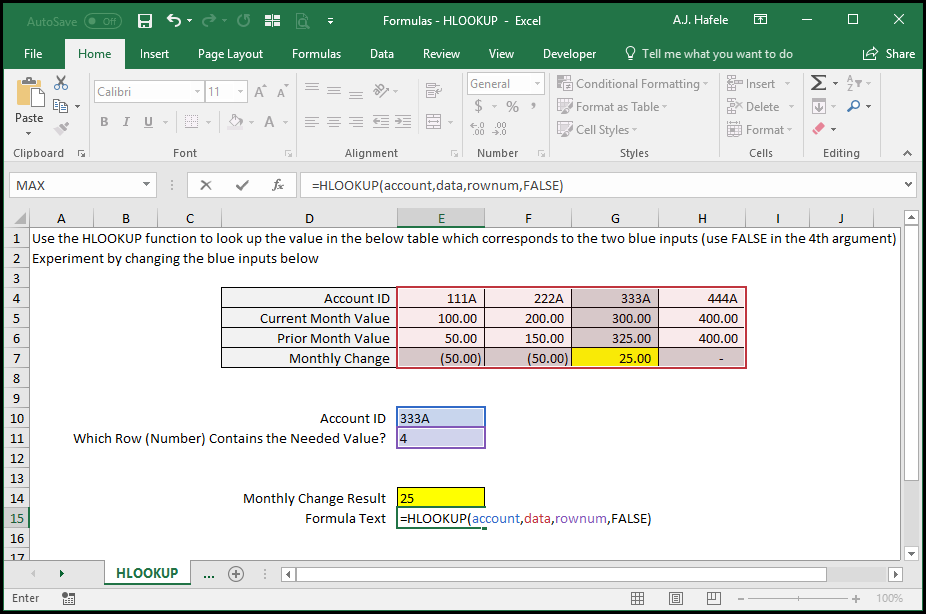 AutoSave Off Formulas - HLOOKUP - Excel A.J. Hafele
File Home Insert Page Layout Formulas Data Review View Developer Tell me what you want to do Share
Paste
Calibri 11
B I U
A A A
General
$ % ,
Conditional Formatting
Format as Table
Cell Styles
Insert
Delete
Format
Clipboard Font Alignment Number Styles Cells Editing
MAX fx =HLOOKUP(account,data,rownum,FALSE)
A B C D E F G H I J
1 Use the HLOOKUP function to look up the value in the below table which corresponds to the two blue inputs (use FALSE in the 4th argument)
2 Experiment by changing the blue inputs below
3
4 Account ID 111A 222A 333A 444A
5 Current Month Value 100.00 200.00 300.00 400.00
6 Prior Month Value 50.00 150.00 325.00 400.00
7 Monthly Change (50.00) (50.00) 25.00 -
8
9
10 Account ID 333A
11 Which Row (Number) Contains the Needed Value? 4
12
13
14 Monthly Change Result 25
15 Formula Text =HLOOKUP(account,data,rownum,FALSE)
16
17
HLOOKUP ...
Enter 100%